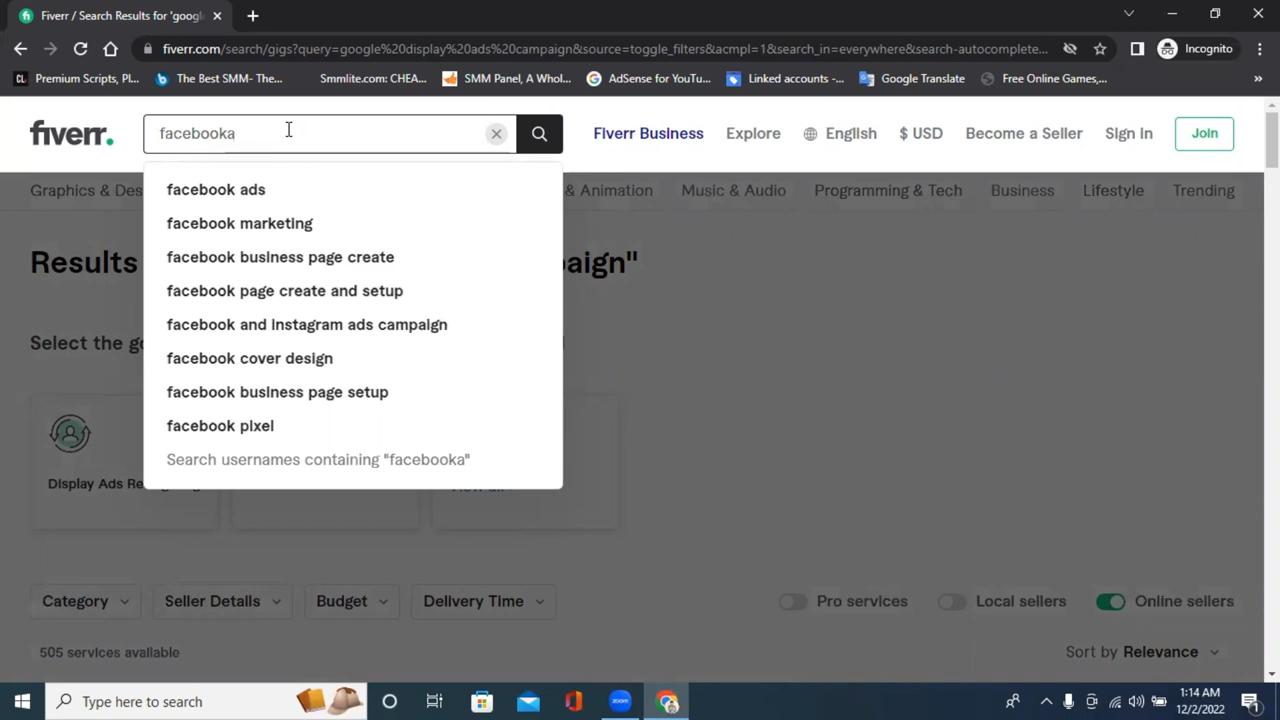 Fiverr / Search Results for 'googl
fiverr.com/search/gigs?query=google%20display%20ads%20campaign&source=toggle_filters&acmpl=1&search_in=everywhere&search-autocomplete...
Incognito
CL Premium Scripts, Pl...
The Best SMM- The...
Smmlite.com: CHEA...
SMM Panel, A Whol...
AdSense for YouTu...
Linked accounts -...
Google Translate
Free Online Games,...
»
fiverr.
facebooka
Fiverr Business
Explore
English
$ USD
Become a Seller
Sign In
Join
Graphics & Des
& Animation
Music & Audio
Programming & Tech
Business
Lifestyle
Trending
facebook ads
facebook marketing
facebook business page create
facebook page create and setup
facebook and instagram ads campaign
facebook cover design
facebook business page setup
facebook pixel
Search usernames containing "facebooka"
Results
paign"
Select the go
Display Ads Re
Category
Seller Details
Budget
Delivery Time
Pro services
Local sellers
Online sellers
505 services available
Sort by Relevance
Type here to search
zoom
1:14 AM
12/2/2022
1